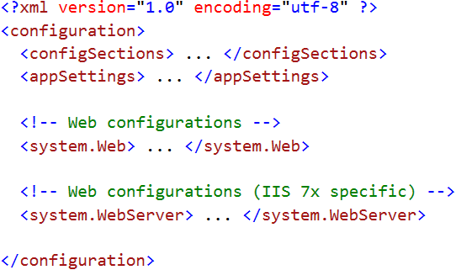 <?xml version="1.0" encoding="utf-8" ?>
<configuration>
<configSections> ... </configSections>
<appSettings> ... </appSettings>
<!-- Web configurations -->
<system.Web> ... </system.Web>
<!-- Web configurations (IIS 7x specific) -->
<system.WebServer> ... </system.WebServer>
</configuration>